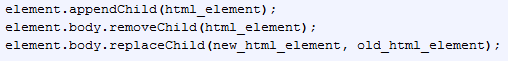 element.appendChild(html_element);
element.body.removeChild(html_element);
element.body.replaceChild(new_html_element, old_html_element);